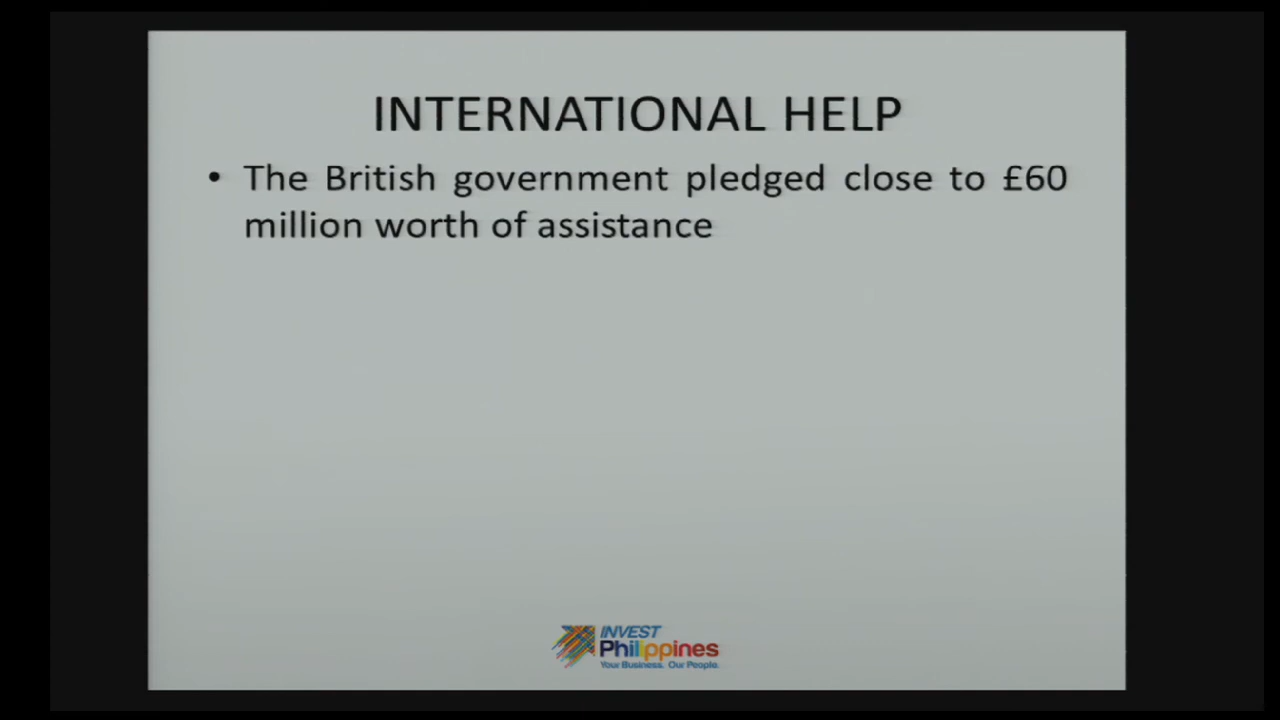 INTERNATIONAL HELP
• The British government pledged close to £60
million worth of assistance
INVEST
Philippines
Your Business. Our People.